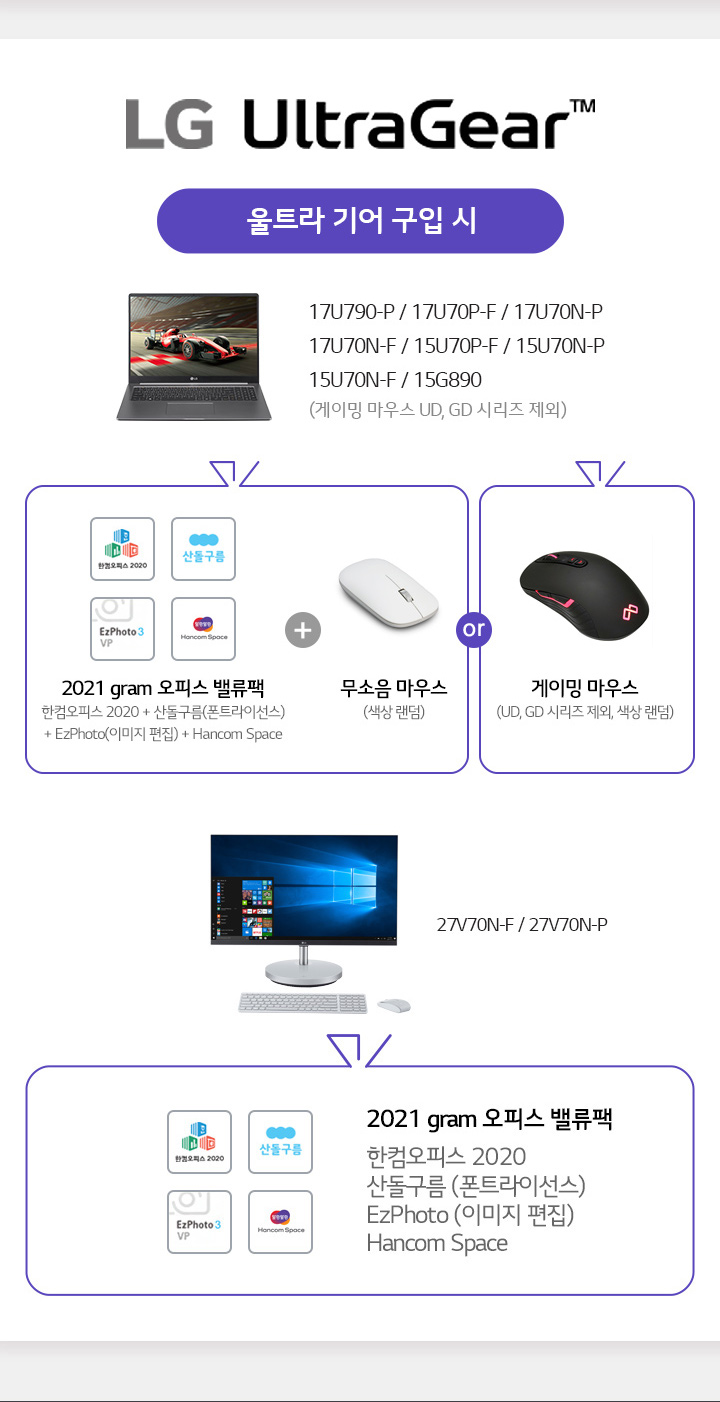 LG UltraGear™
울트라 기어 구입 시
17U790-P / 17U70P-F / 17U70N-P
17U70N-F / 15U70P-F / 15U70N-P
15U70N-F / 15G890
(게이밍 마우스 UD, GD 시리즈 제외)
한컴오피스 2020
산돌구름
EzPhoto 3
VP
말랑말랑
Hancom Space
+
2021 gram 오피스 밸류팩
한컴오피스 2020 + 산돌구름(폰트라이선스)
+ EzPhoto(이미지 편집) + Hancom Space
무소음 마우스
(색상 랜덤)
or
게이밍 마우스
(UD, GD 시리즈 제외, 색상 랜덤)
27V70N-F / 27V70N-P
한컴오피스 2020
산돌구름
EzPhoto 3
VP
말랑말랑
Hancom Space
2021 gram 오피스 밸류팩
한컴오피스 2020
산돌구름 (폰트라이선스)
EzPhoto (이미지 편집)
Hancom Space